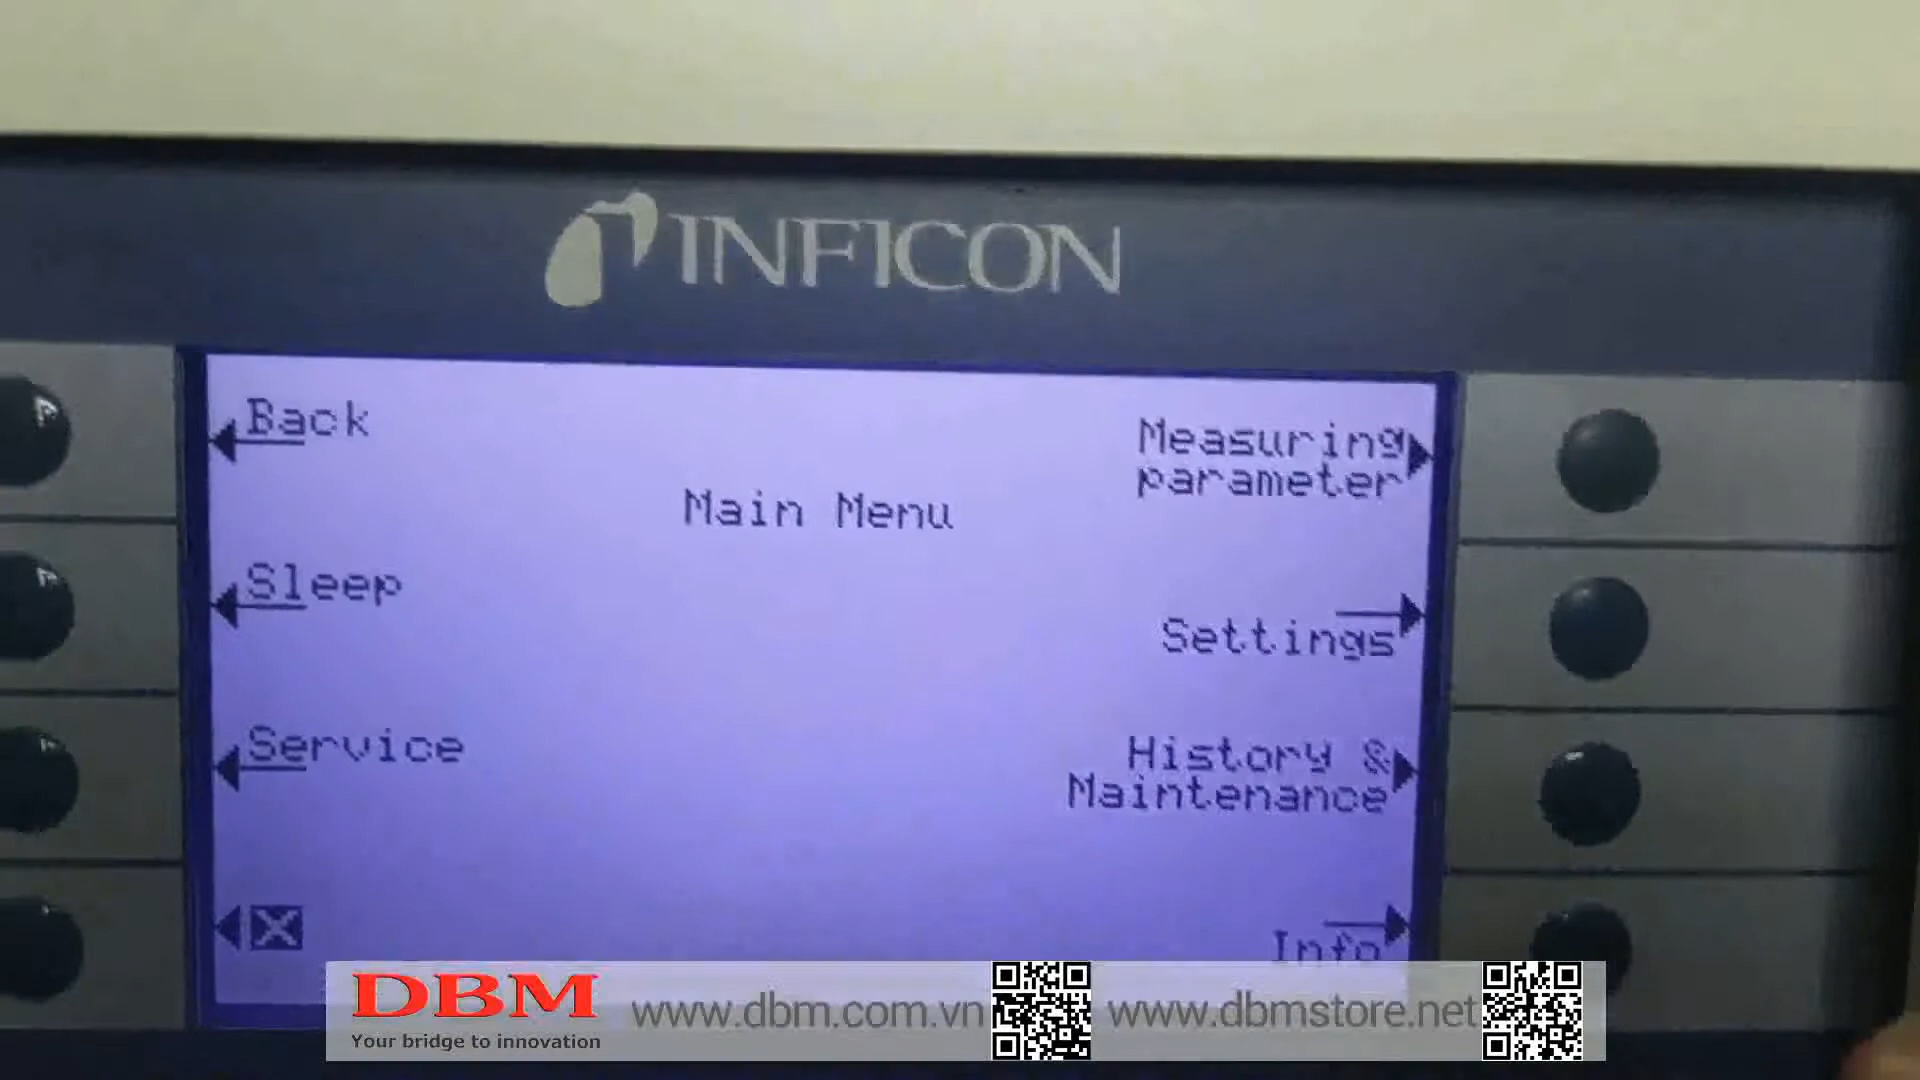 INFICON
Back
Measuring
parameter
Main Menu
Sleep
Settings
Service
History &
Maintenance
X
Info
DBM
Your bridge to innovation
www.dbm.com.vn
www.dbmstore.net